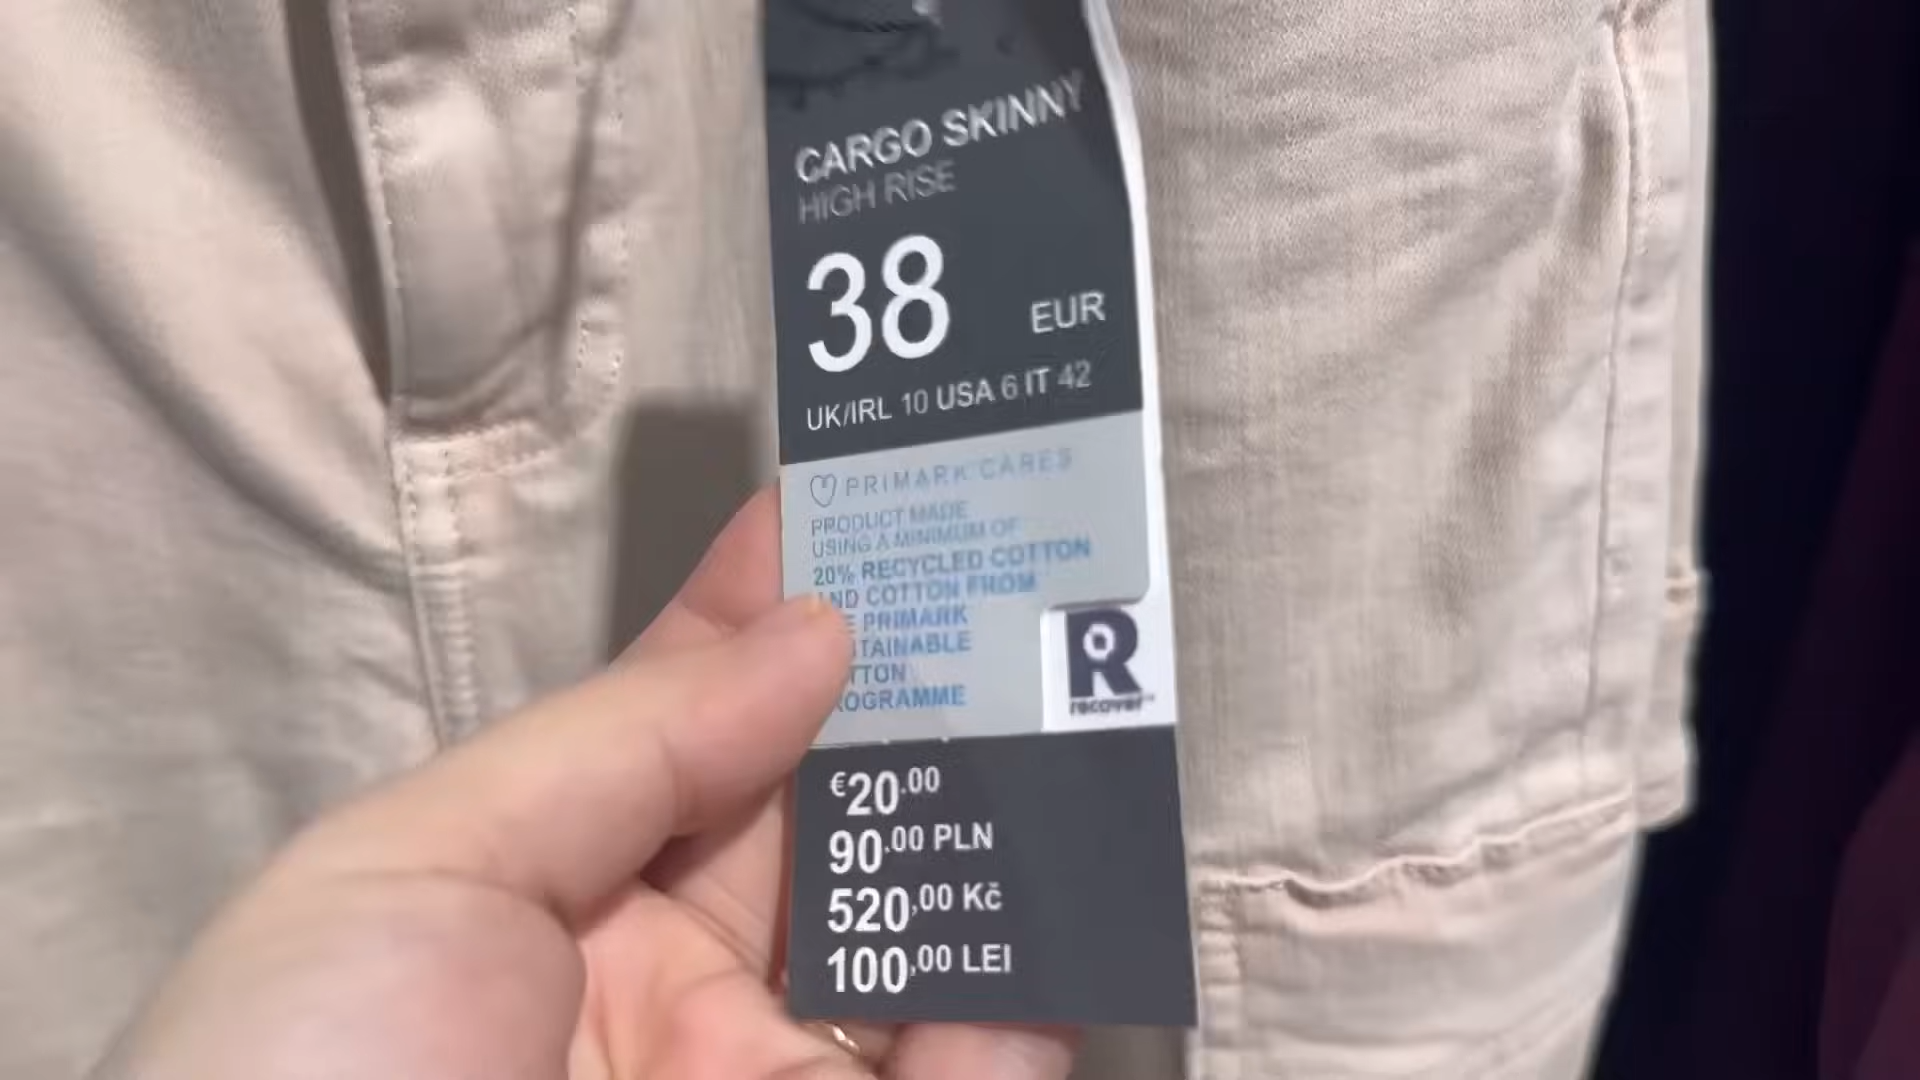 CARGO SKINNY
HIGH RISE
38 EUR
UK/IRL 10 USA 6 IT 42
PRIMARK CARES
PRODUCT MADE
USING A MINIMUM OF
20% RECYCLED COTTON
AND COTTON FROM
PRIMARK
TAINABLE
TTON
OGRAMME
R
recover™
€20.00
90.00 PLN
520,00 Kč
100,00 LEI